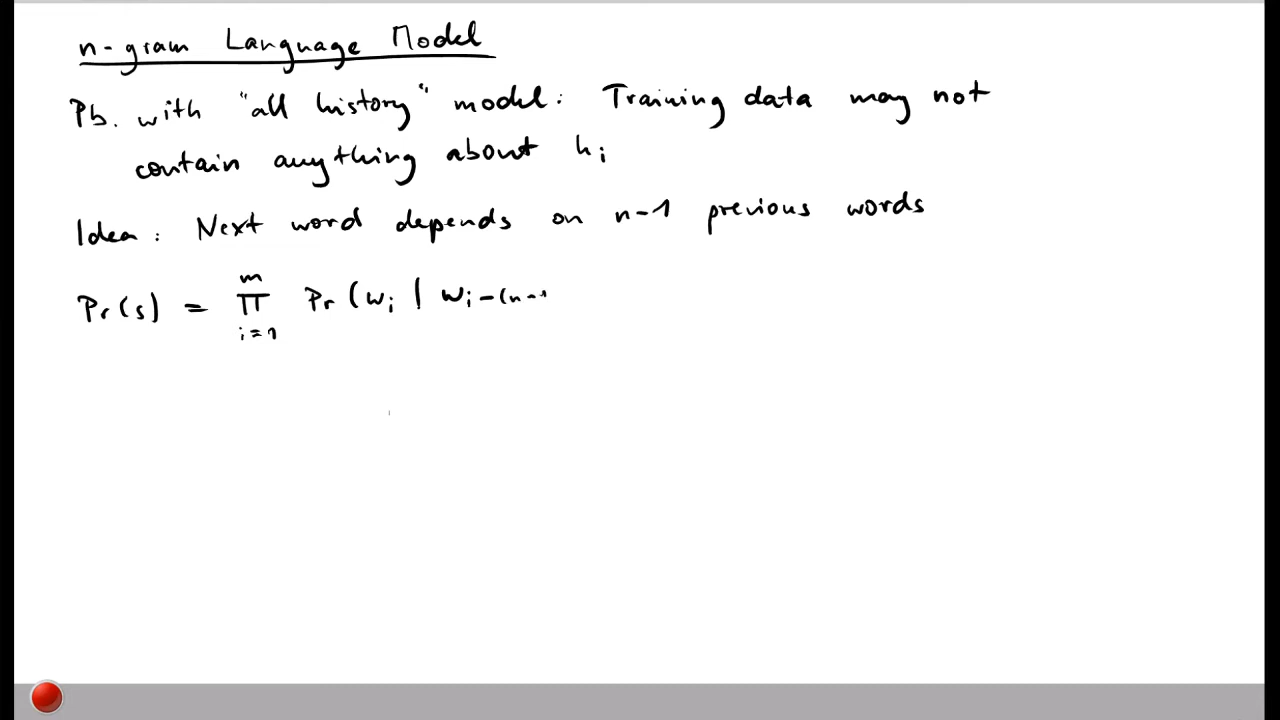 n-gram Language Model
Pb. with "all history" model: Training data may not
contain anything about hi
Idea: Next word depends on n-1 previous words
Pr(s) = m∏i=1 Pr(wi | wi-(n-1